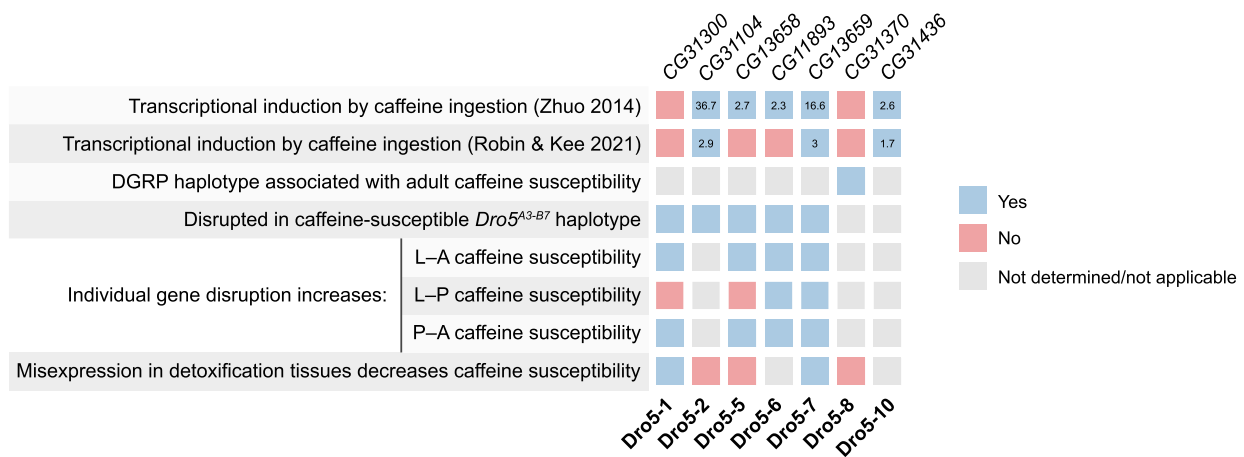 CG31300 CG31104 CG13658 CG11893 CG13659 CG31370 CG31436
Transcriptional induction by caffeine ingestion (Zhuo 2014) 36.7 2.7 2.3 16.6 2.6
Transcriptional induction by caffeine ingestion (Robin & Kee 2021) 2.9 3 1.7
DGRP haplotype associated with adult caffeine susceptibility
Disrupted in caffeine-susceptible Dro5A3-B7 haplotype
L–A caffeine susceptibility
Individual gene disruption increases: L–P caffeine susceptibility
P–A caffeine susceptibility
Misexpression in detoxification tissues decreases caffeine susceptibility
Dro5-1 Dro5-2 Dro5-5 Dro5-6 Dro5-7 Dro5-8 Dro5-10
Yes
No
Not determined/not applicable